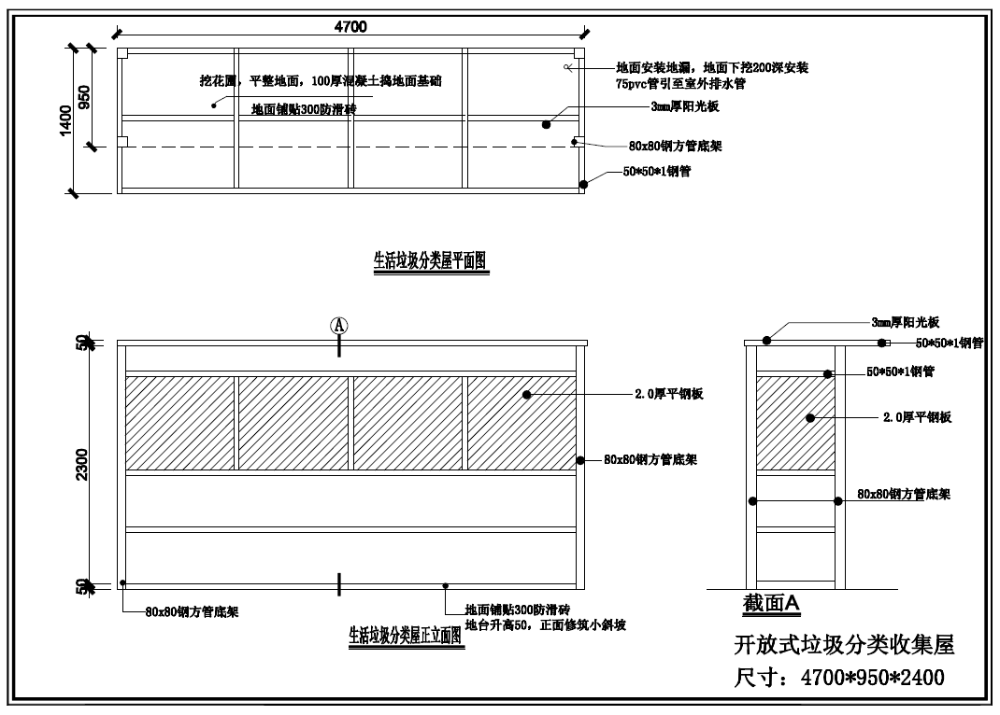 4700
950
1400
挖花圃，平整地面，100厚混凝土捣地面基础
地面铺贴300防滑砖
地面安装地漏，地面下挖200深安装
75pvc管引至室外排水管
3mm厚阳光板
80x80钢方管底架
50*50*1钢管
生活垃圾分类屋平面图
A
50
2300
50
2.0厚平钢板
80x80钢方管底架
80x80钢方管底架
地面铺贴300防滑砖
地台升高50，正面修筑小斜坡
生活垃圾分类屋正立面图
3mm厚阳光板
50*50*1钢管
50*50*1钢管
2.0厚平钢板
80x80钢方管底架
截面A
开放式垃圾分类收集屋
尺寸：4700*950*2400